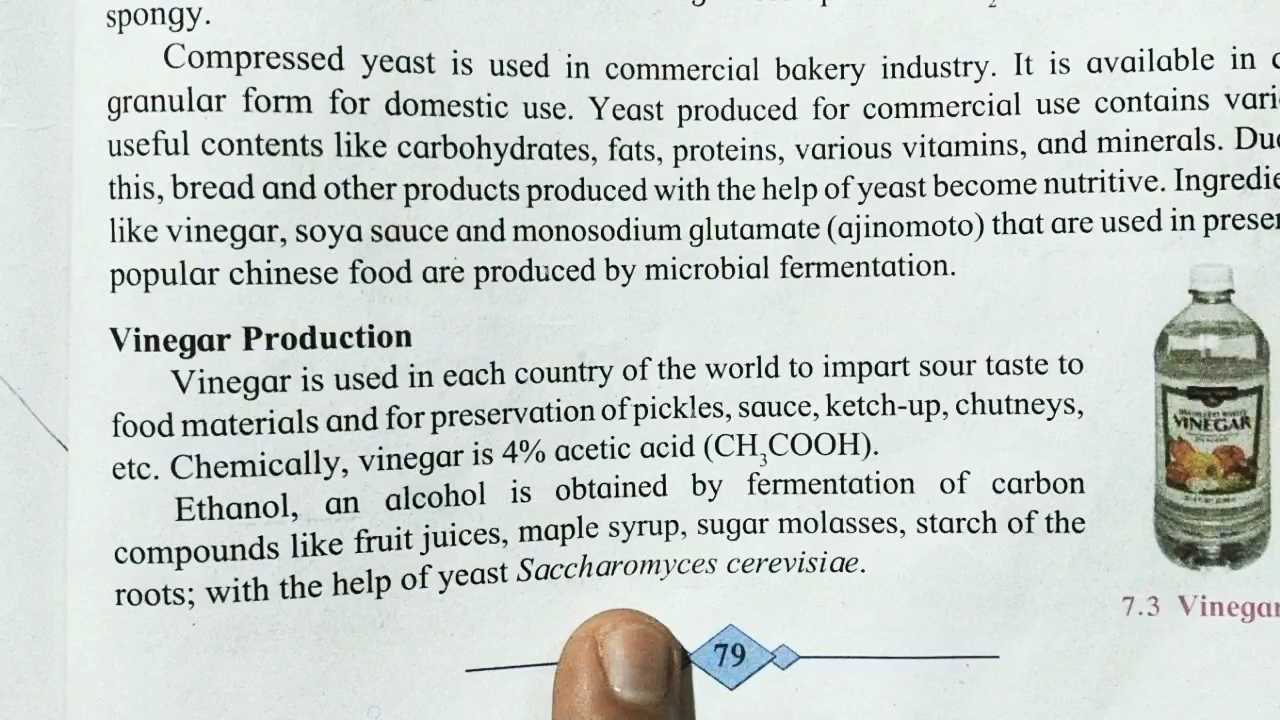 spongy.
Compressed yeast is used in commercial bakery industry. It is available in
granular form for domestic use. Yeast produced for commercial use contains
useful contents like carbohydrates, fats, proteins, various vitamins, and minerals.
this, bread and other products produced with the help of yeast become nutritive.
like vinegar, soya sauce and monosodium glutamate (ajinomoto) that are used in
popular chinese food are produced by microbial fermentation.
Vinegar Production
Vinegar is used in each country of the world to impart sour taste to
food materials and for preservation of pickles, sauce, ketch-up, chutneys,
etc. Chemically, vinegar is 4% acetic acid (CH₃COOH).
Ethanol, an alcohol is obtained by fermentation of carbon
compounds like fruit juices, maple syrup, sugar molasses, starch of the
roots; with the help of yeast Saccharomyces cerevisiae.
VINEGAR
7.3 Vinegar
79